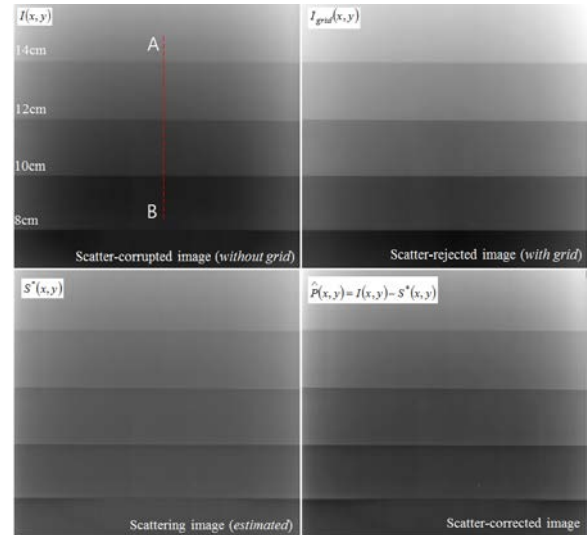 I(x, y)
A
14cm
12cm
10cm
B
8cm
Scatter-corrupted image (without grid)
I_grid(x, y)
Scatter-rejected image (with grid)
S*(x, y)
Scattering image (estimated)
P̂(x, y) = I(x, y) – S*(x, y)
Scatter-corrected image